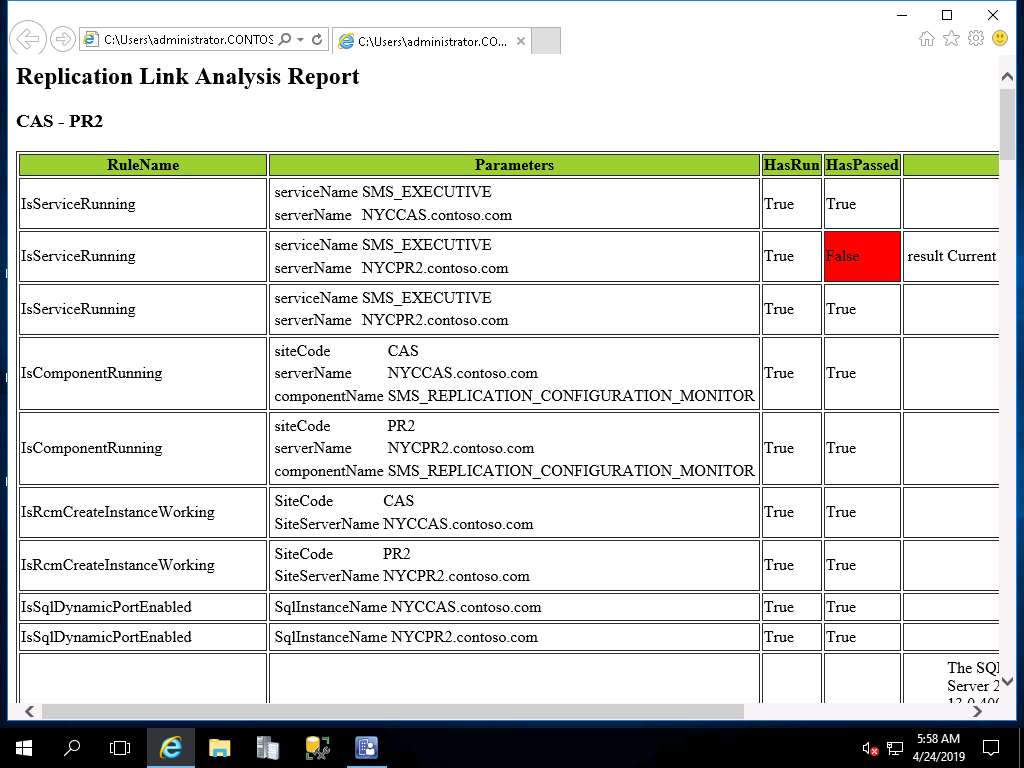 C:\Users\administrator.CONTOS
C:\Users\administrator.CO...
Replication Link Analysis Report
CAS - PR2
RuleName Parameters HasRun HasPassed
serviceName SMS_EXECUTIVE
IsServiceRunning True True
serverName NYCCAS.contoso.com
serviceName SMS_EXECUTIVE
IsServiceRunning True False result Current
serverName NYCPR2.contoso.com
serviceName SMS_EXECUTIVE
IsServiceRunning True True
serverName NYCPR2.contoso.com
siteCode CAS
IsComponentRunning serverName NYCCAS.contoso.com True True
componentName SMS_REPLICATION_CONFIGURATION_MONITOR
siteCode PR2
IsComponentRunning serverName NYCPR2.contoso.com True True
componentName SMS_REPLICATION_CONFIGURATION_MONITOR
SiteCode CAS
IsRcmCreateInstanceWorking True True
SiteServerName NYCCAS.contoso.com
SiteCode PR2
IsRcmCreateInstanceWorking True True
SiteServerName NYCPR2.contoso.com
IsSqlDynamicPortEnabled SqlInstanceName NYCCAS.contoso.com True True
IsSqlDynamicPortEnabled SqlInstanceName NYCPR2.contoso.com True True
The SQL
Server 2
5:58 AM
4/24/2019